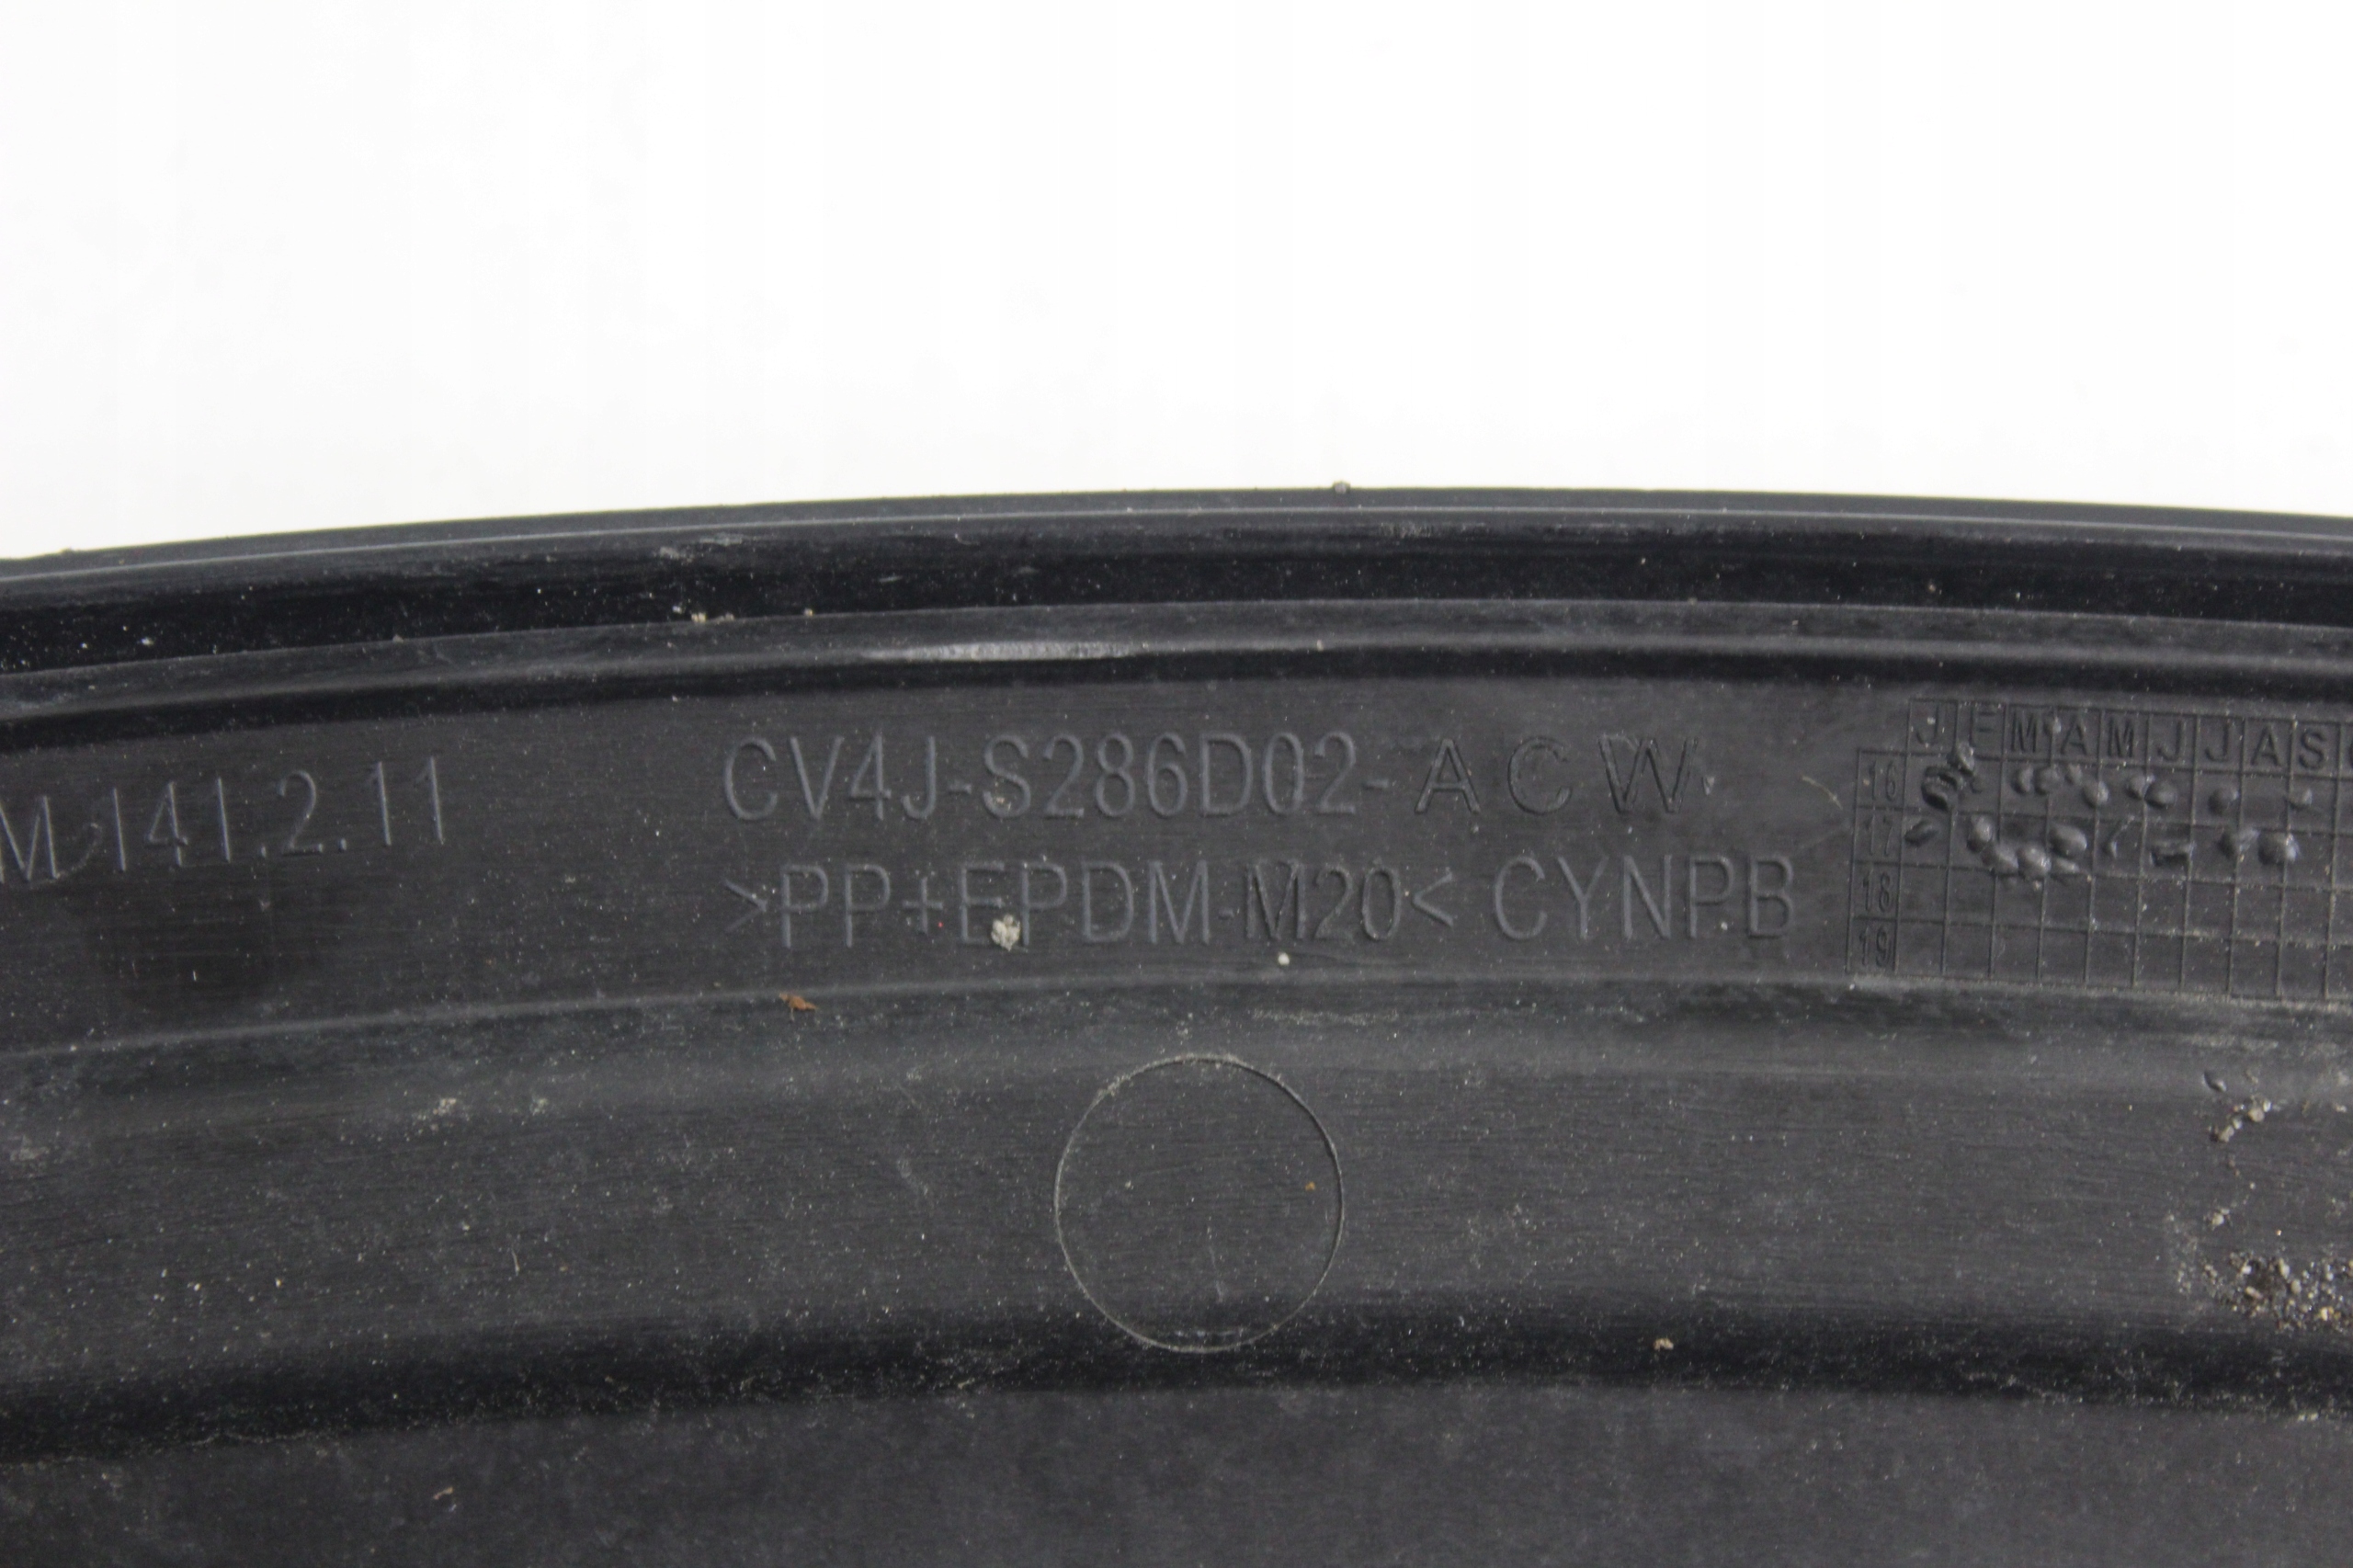 M 141.2.11
CV4J-S286D02-ACW
>PP+EPDM-M20< CYNPB
J F M A M J J A S
16
17
18
19